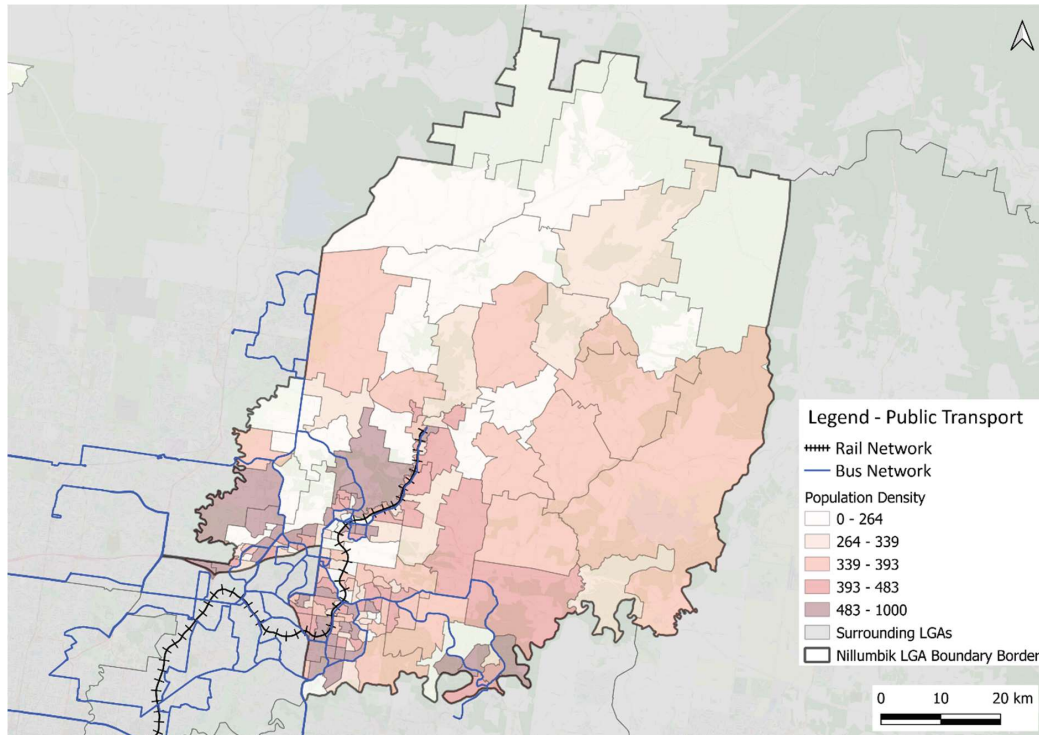 Legend - Public Transport
Rail Network
Bus Network
Population Density
0 - 264
264 - 339
339 - 393
393 - 483
483 - 1000
Surrounding LGAs
Nillumbik LGA Boundary Border
0 10 20 km